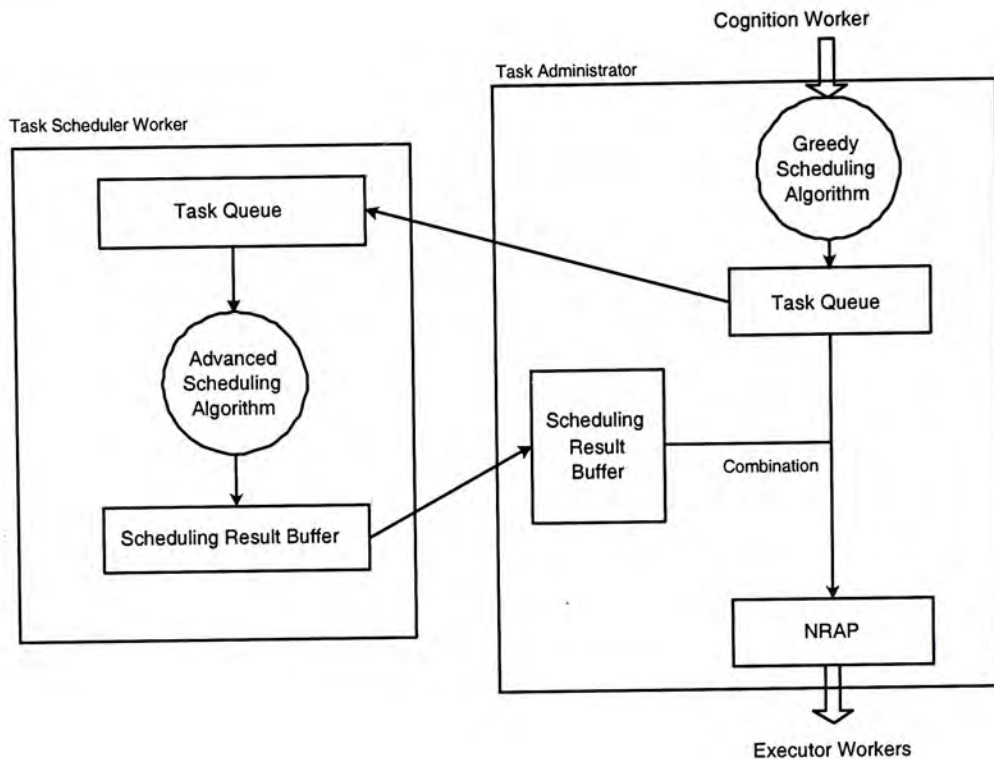 Cognition Worker
Task Administrator
Task Scheduler Worker
Greedy
Scheduling
Algorithm
Task Queue
Task Queue
Advanced
Scheduling
Algorithm
Scheduling
Result
Buffer
Combination
Scheduling Result Buffer
NRAP
Executor Workers